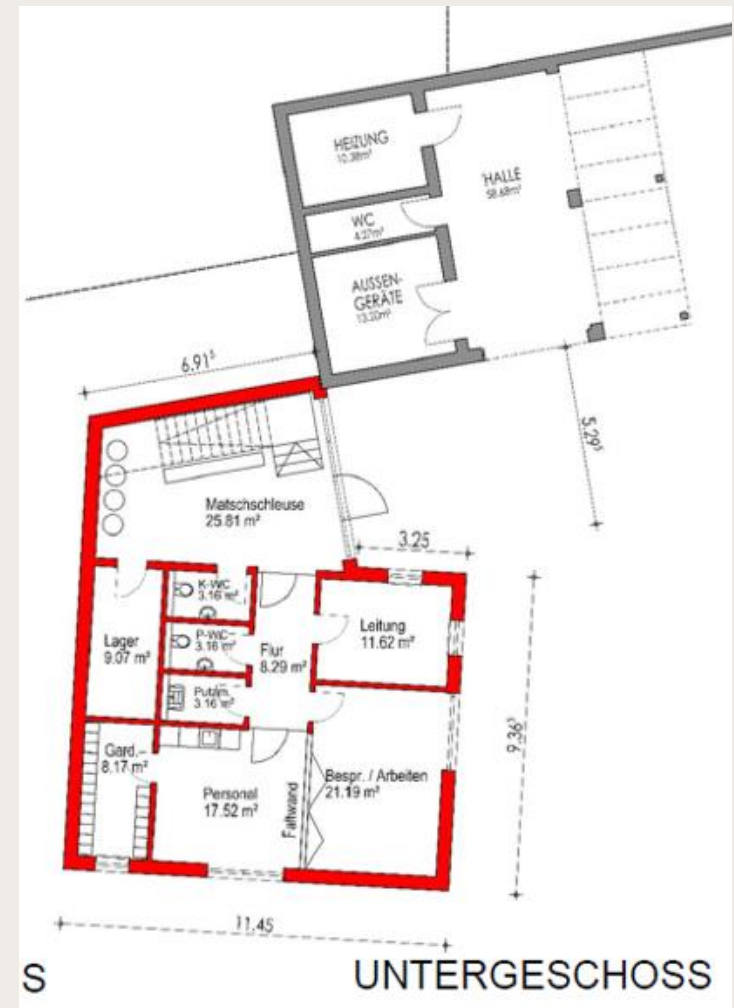 HEIZUNG
10.38m²
HALLE
58.68m²
WC
4.27m²
AUSSEN-
GERÄTE
13.20m²
6.91⁵
5.29⁵
Matschschleuse
25.81 m²
3.25
K-WC
3.16 m²
Leitung
11.62 m²
Lager
9.07 m²
P-WC
3.16 m²
Flur
8.29 m²
Putzm.
3.16 m²
9.36⁵
Gard.-
8.17 m²
Personal
17.52 m²
Faltwand
Bespr. / Arbeiten
21.19 m²
11.45
S
UNTERGESCHOSS